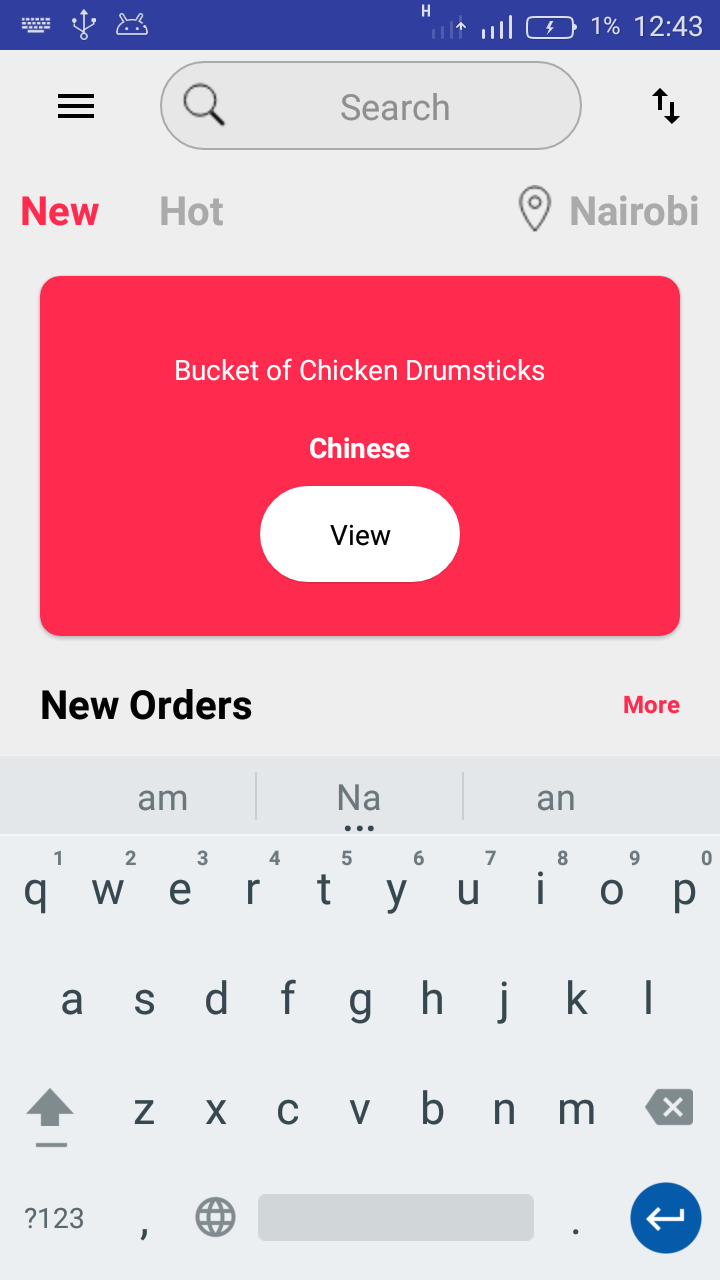 H
1% 12:43
Search
New Hot Nairobi
Bucket of Chicken Drumsticks
Chinese
View
New Orders More
am Na an
1 2 3 4 5 6 7 8 9 0
q w e r t y u i o p
a s d f g h j k l
z x c v b n m
?123 , .